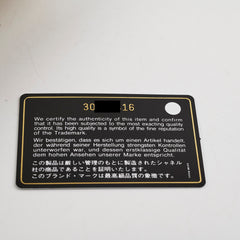 30 16
We certify the authenticity of this item and confirm
that it has been subjected to the most exacting quality
control. Its high quality is a symbol of the fine reputation
of the Trademark.
Wir bestätigen, dass es sich um einen Artikel handelt,
der während seiner Herstellung strengsten Kontrollen
unterworfen war, und dessen erstklassige Qualität
dem hohen Ansehen unserer Marke entspricht.
この製品は厳しい管理のもとに製造されたシャネル
社の商品であることを証明いたします。
このブランド・マークは最高級品質の象徴です。